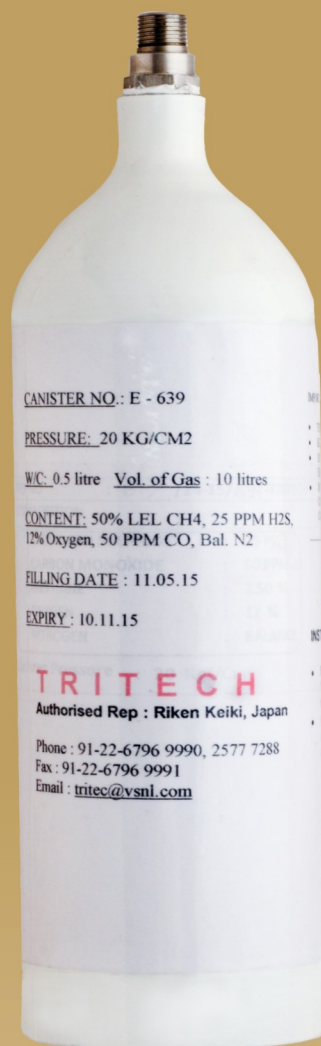 CANISTER NO.: E - 639
PRESSURE: 20 KG/CM2
W/C: 0.5 litre Vol. of Gas : 10 litres
CONTENT: 50% LEL CH4, 25 PPM H2S,
12% Oxygen, 50 PPM CO, Bal. N2
FILLING DATE : 11.05.15
EXPIRY : 10.11.15
TRITECH
Authorised Rep : Riken Keiki, Japan
Phone : 91-22-6796 9990, 2577 7288
Fax : 91-22-6796 9991
Email : tritec@vsnl.com